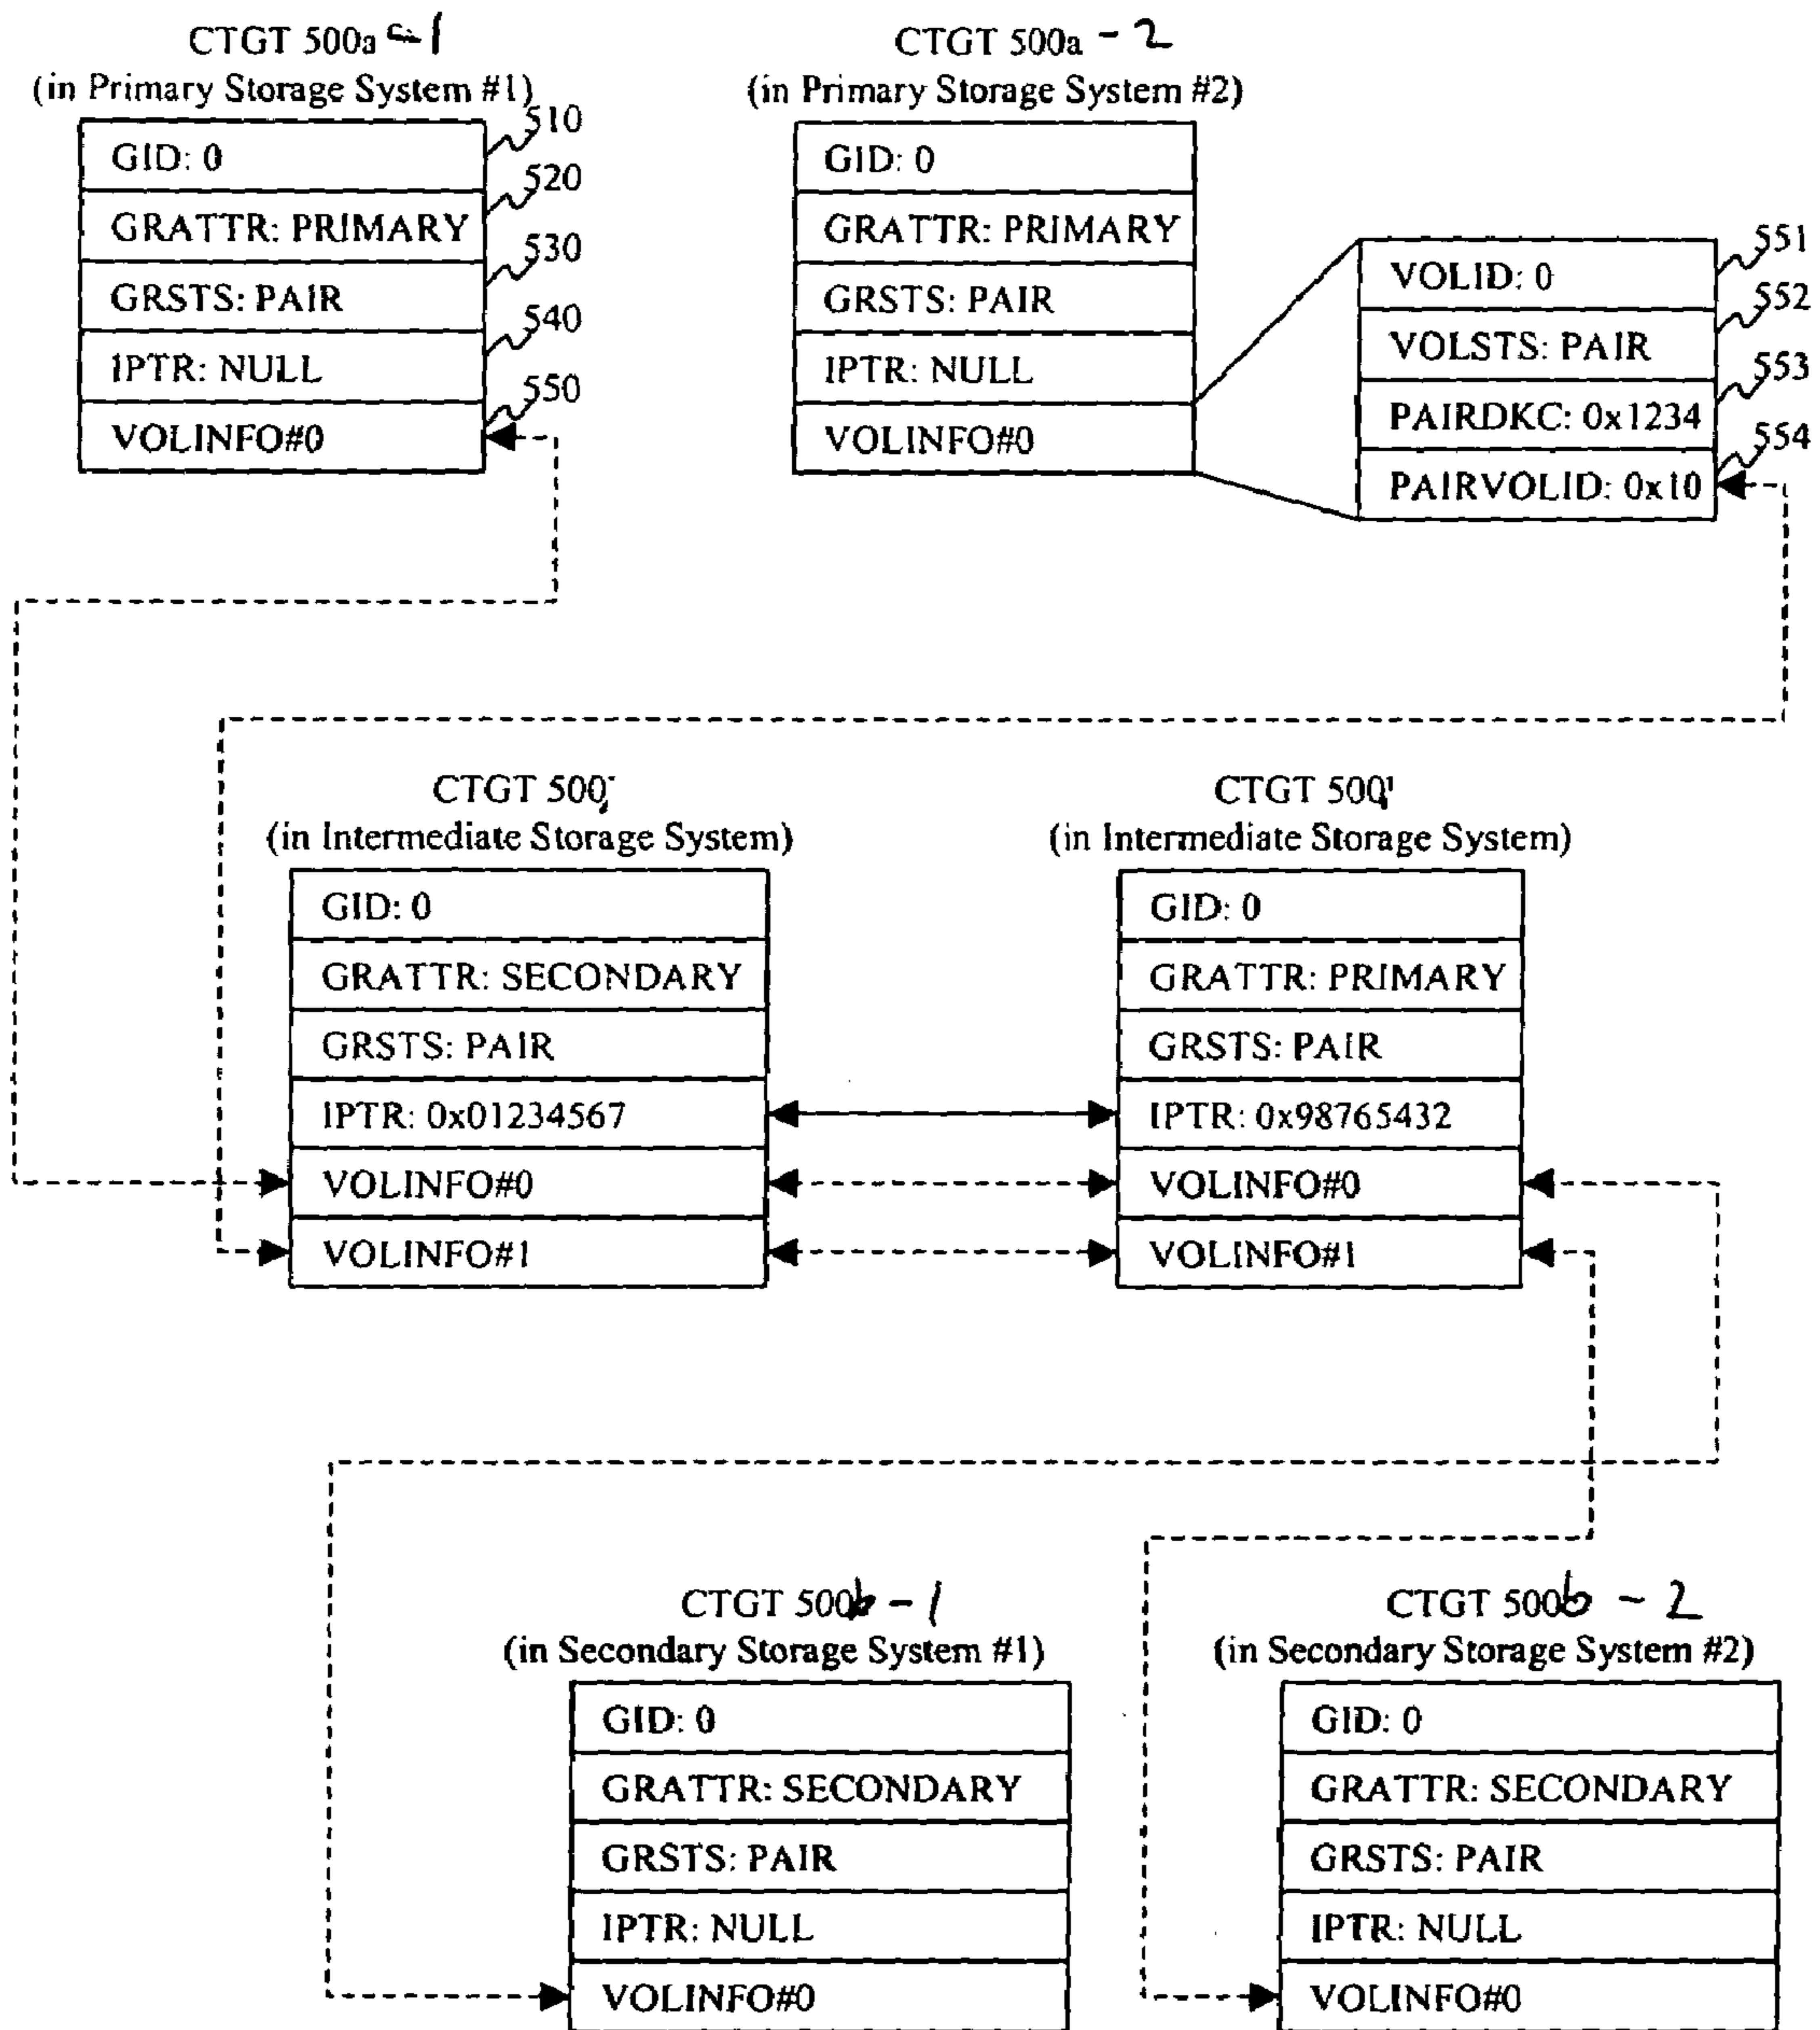 CTGT 500a - 1
(in Primary Storage System #1)
GID: 0
510
GRATTR: PRIMARY
520
GRSTS: PAIR
530
IPTR: NULL
540
VOLINFO#0
550
CTGT 500a - 2
(in Primary Storage System #2)
GID: 0
GRATTR: PRIMARY
GRSTS: PAIR
IPTR: NULL
VOLINFO#0
VOLID: 0
551
VOLSTS: PAIR
552
PAIRDKC: 0x1234
553
PAIRVOLID: 0x10
554
CTGT 500
(in Intermediate Storage System)
GID: 0
GRATTR: SECONDARY
GRSTS: PAIR
IPTR: 0x01234567
VOLINFO#0
VOLINFO#1
CTGT
(in Intermediate Storage System)
GID: 0
GRATTR: PRIMARY
GRSTS: PAIR
IPTR: 0x98765432
VOLINFO#0
VOLINFO#1
CTGT 500b - 1
(in Secondary Storage System #1)
GID: 0
GRATTR: SECONDARY
GRSTS: PAIR
IPTR: NULL
VOLINFO#0
CTGT 500b - 2
(in Secondary Storage System #2)
GID: 0
GRATTR: SECONDARY
GRSTS: PAIR
IPTR: NULL
VOLINFO#0